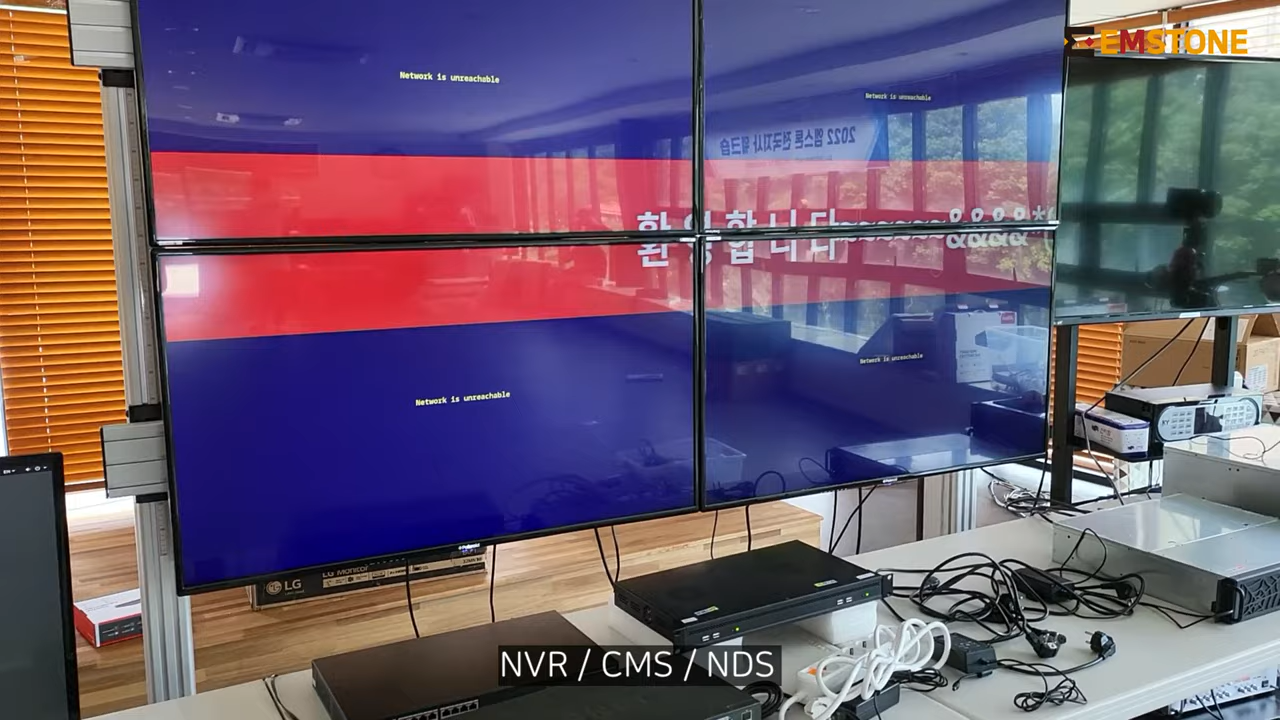 EMSTONE
Network is unreachable
Network is unreachable
2022 엠스톤 전국지사 워크숍
환영합니다~~~~~~~&&&&*
Network is unreachable
Network is unreachable
LG
LG Monitor
NVR / CMS / NDS